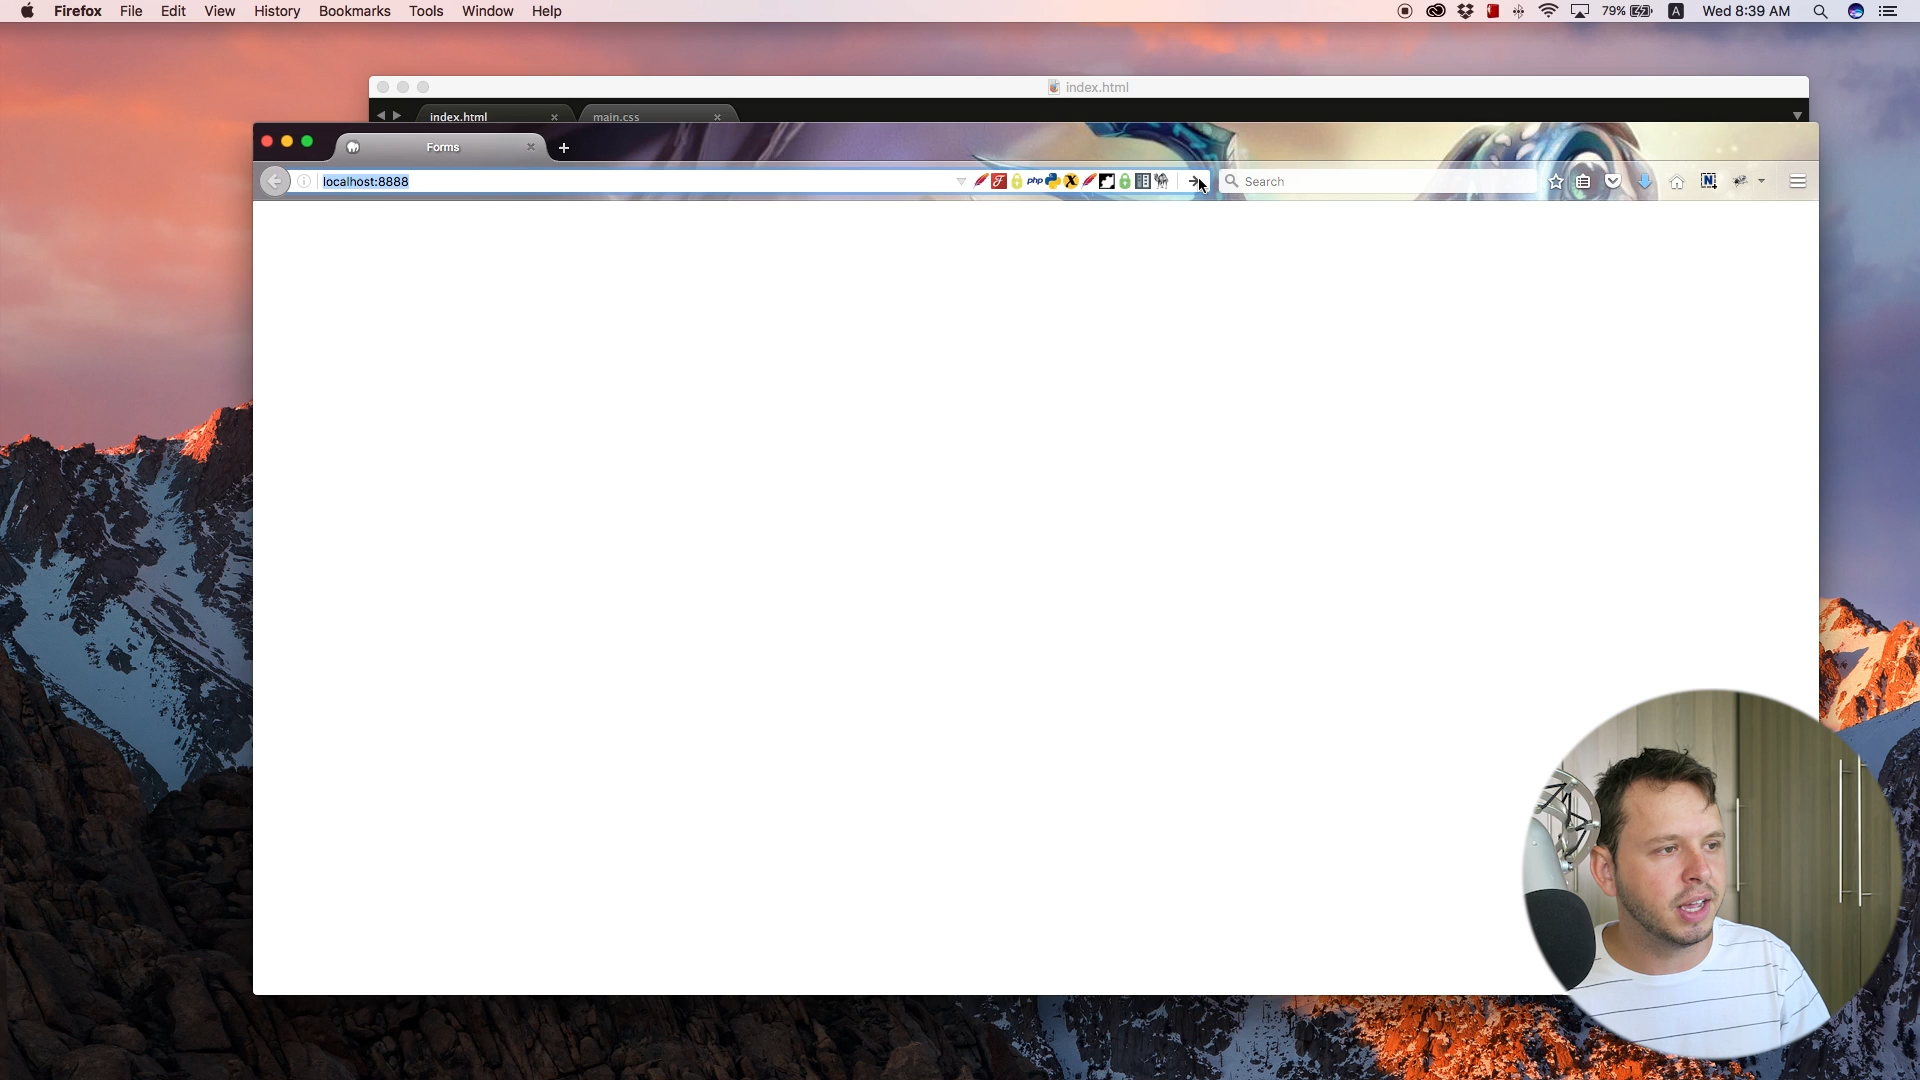 Firefox File Edit View History Bookmarks Tools Window Help 79% A Wed 8:39 AM
index.html
index.html main.css
Forms
localhost:8888 php Search N